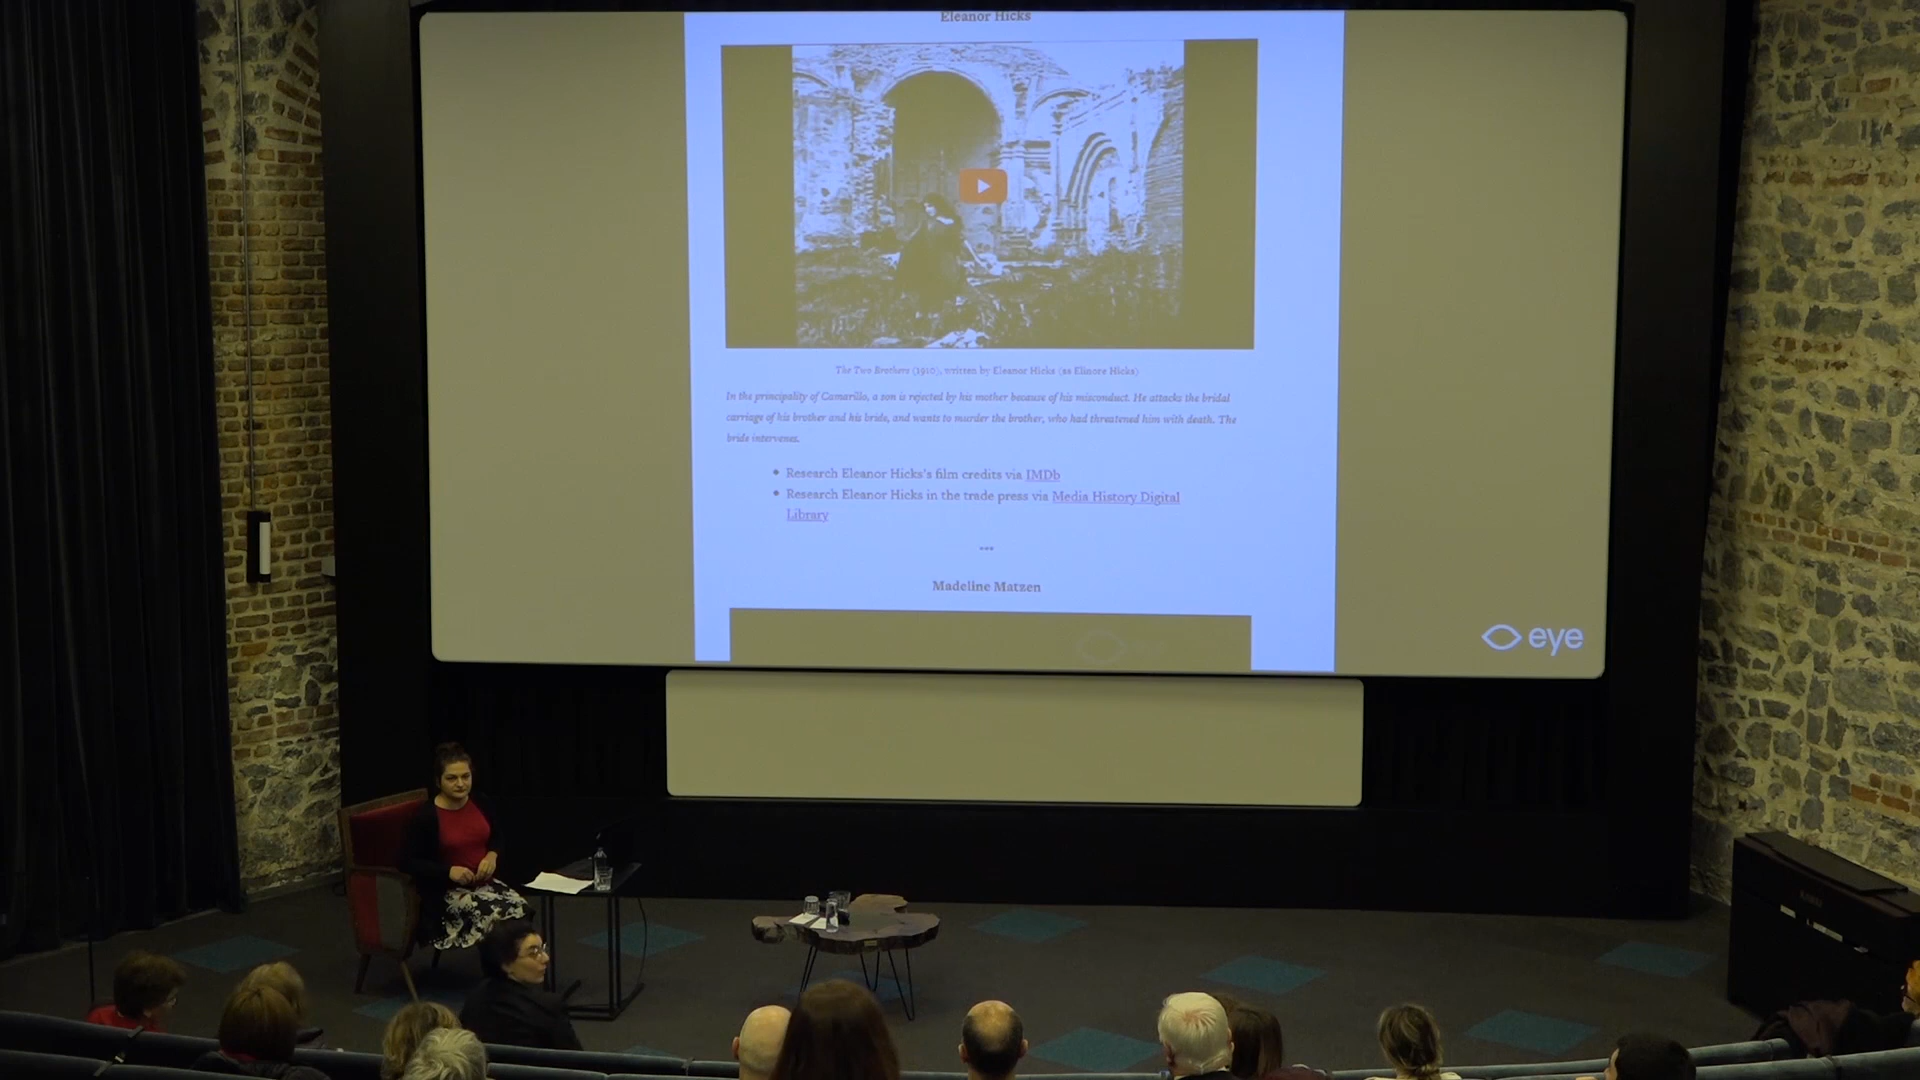 Eleanor Hicks
The Two Brothers (1910), written by Eleanor Hicks (as Elinore Hicks)
In the principality of Camarillo, a son is rejected by his mother because of his misconduct. He attacks the bridal
carriage of his brother and his bride, and wants to murder the brother, who had threatened him with death. The
bride intervenes.
Research Eleanor Hicks's film credits via IMDb
Research Eleanor Hicks in the trade press via Media History Digital
Library
***
Madeline Matzen
eye